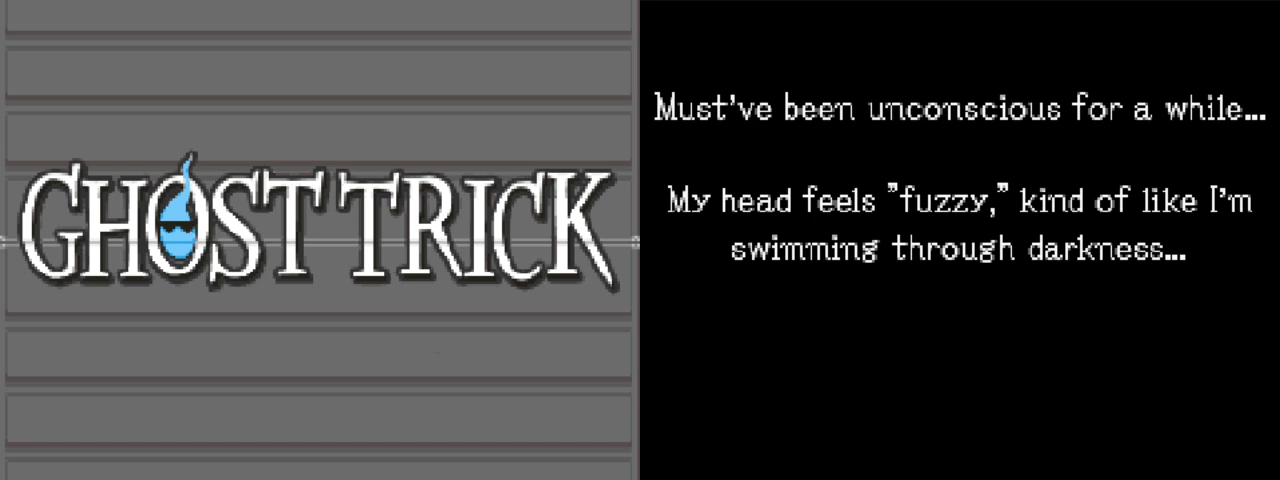 GHOST TRICK
Must've been unconscious for a while...
My head feels "fuzzy," kind of like I'm
swimming through darkness...